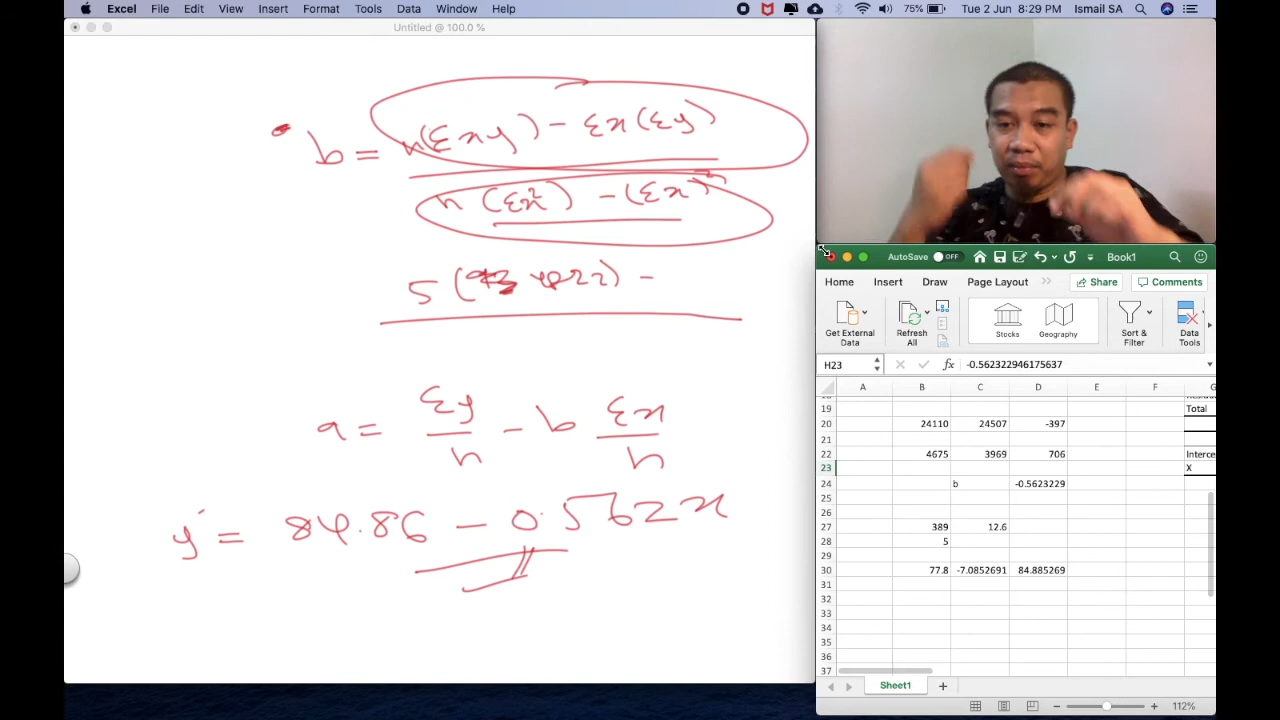 Excel File Edit View Insert Format Tools Data Window Help 75% Tue 2 Jun 8:29 PM Ismail SA
Untitled @ 100.0 %
b = n(Σxy) - Σx(Σy)
n (Σx²) - (Σx)²
5 ( 4822) -
a = Σy/n - b Σx/n
y' = 84.86 - 0.562x
AutoSave OFF Book1
Home Insert Draw Page Layout Share Comments
Get External Data Refresh All Stocks Geography Sort & Filter Data Tools
H23 fx -0.562322946175637
A B C D E F G
19 Total
20 24110 24507 -397
21
22 4675 3969 706 Interce
23 X
24 b -0.5623229
25
26
27 389 12.6
28 5
30 77.8 -7.0852691 84.885269
31
32
33
34
35
36
37
Sheet1
112%